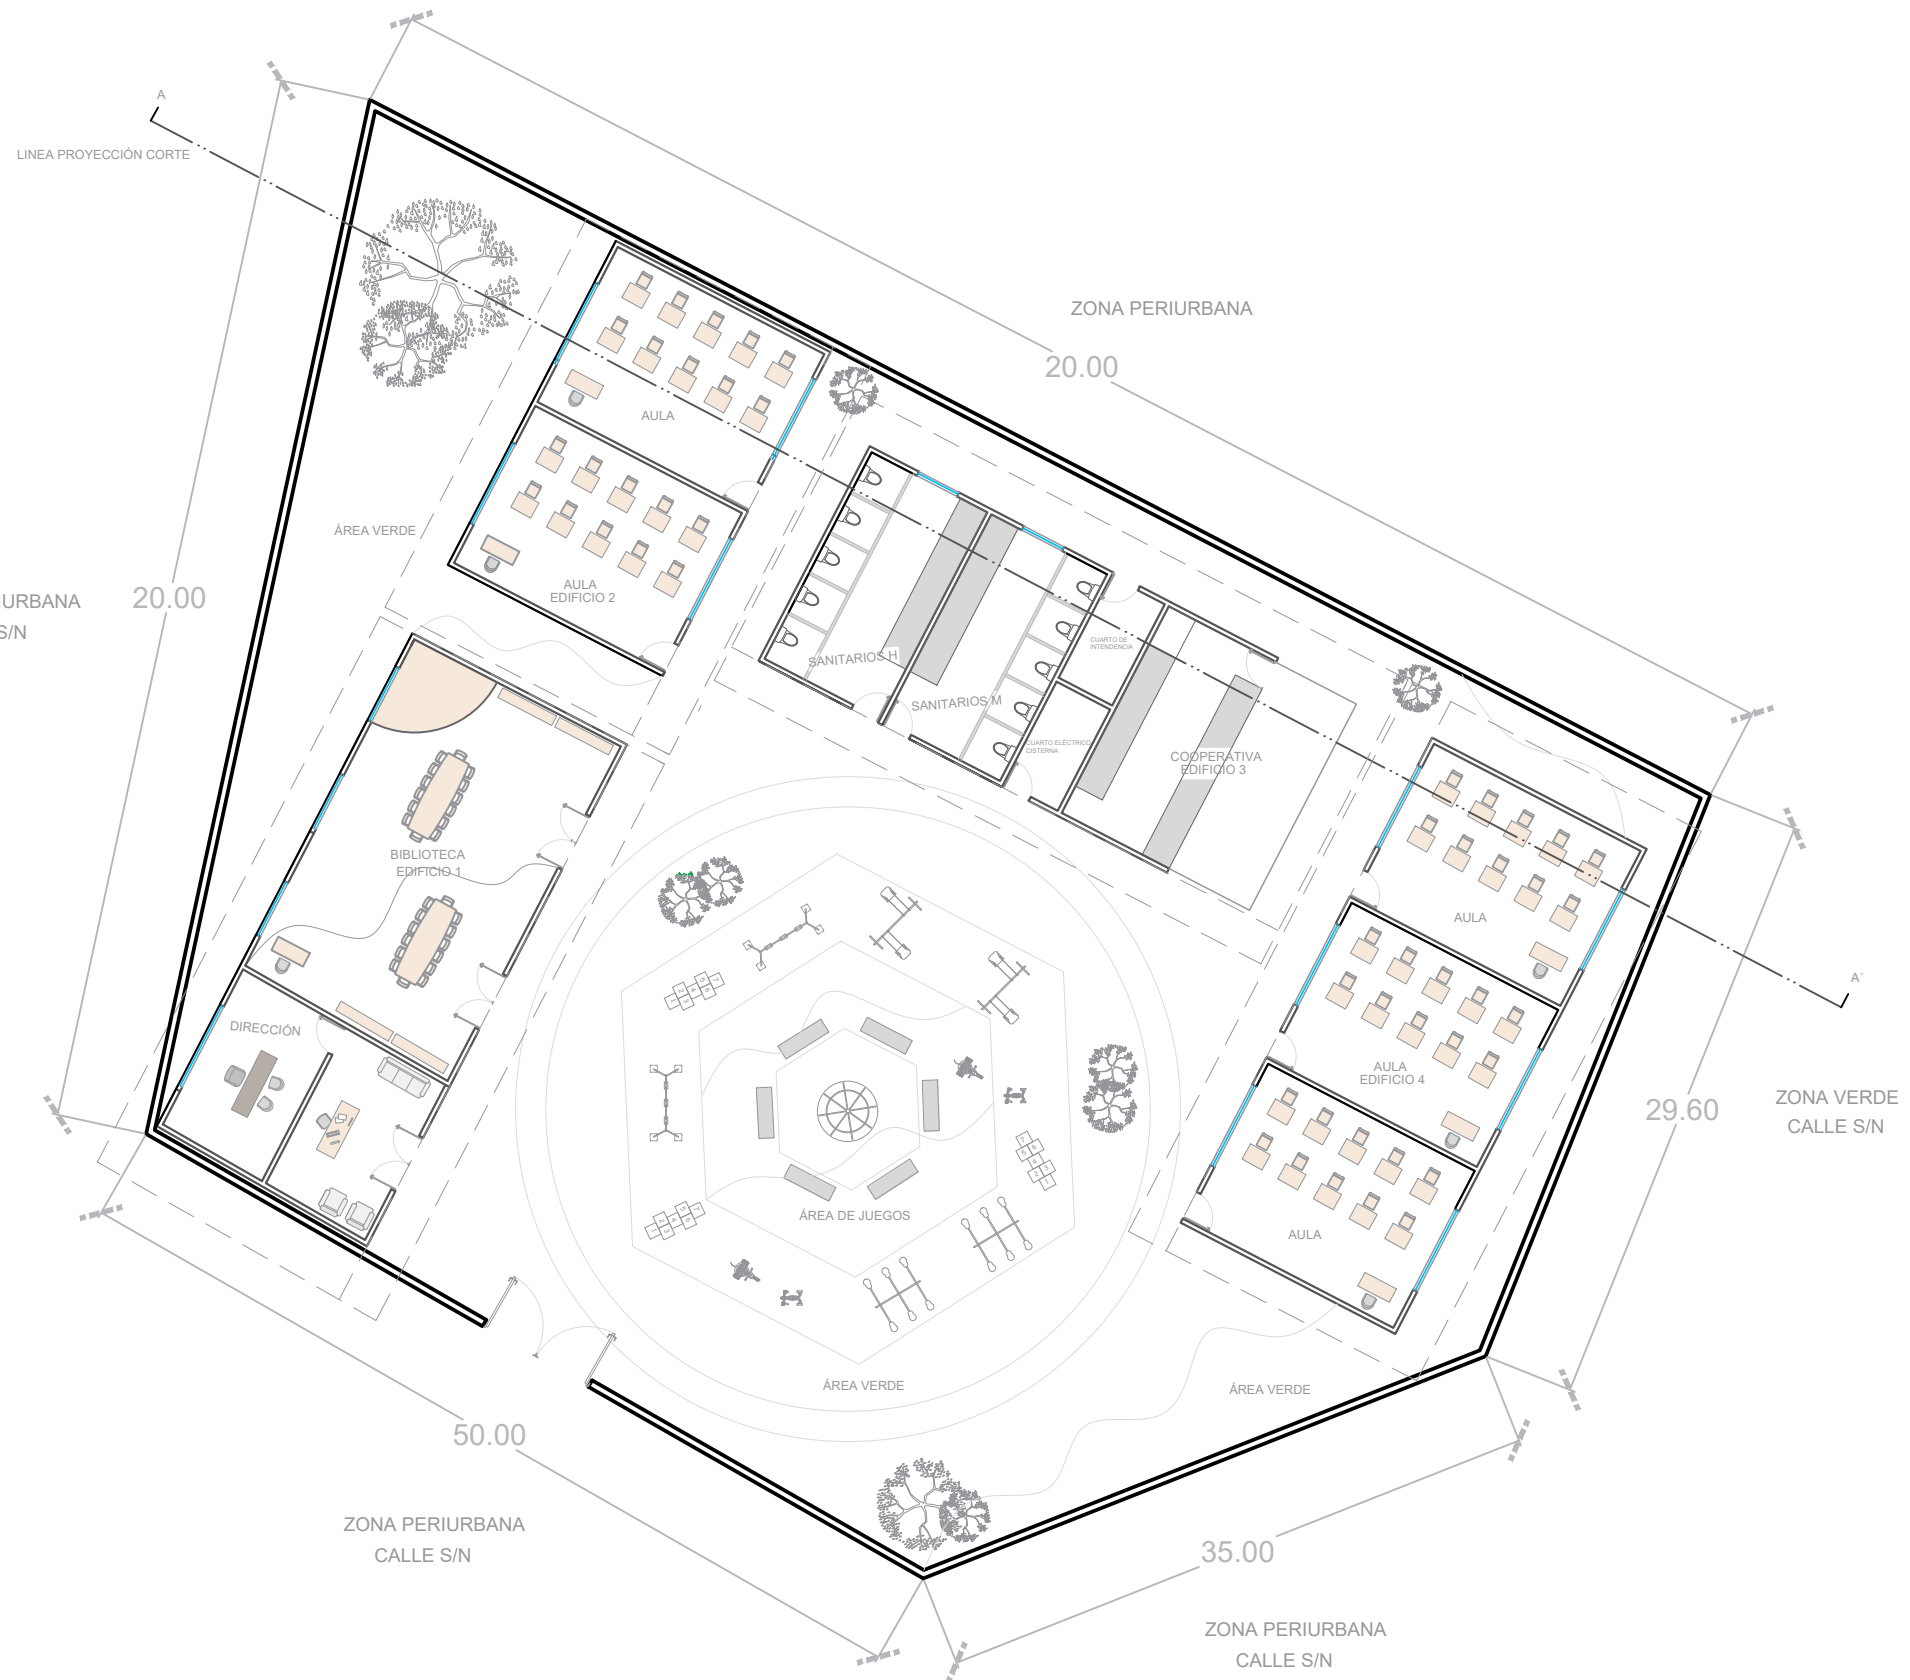 A
LINEA PROYECCIÓN CORTE
ZONA PERIURBANA
20.00
AULA
ÁREA VERDE
AULA
EDIFICIO 2
URBANA
S/N
20.00
SANITARIOS H
CUARTO DE
INTENDENCIA
SANITARIOS M
CUARTO ELÉCTRICO
CISTERNA
COOPERATIVA
EDIFICIO 3
BIBLIOTECA
EDIFICIO 1
AULA
A´
DIRECCIÓN
AULA
EDIFICIO 4
29.60
ZONA VERDE
CALLE S/N
ÁREA DE JUEGOS
AULA
ÁREA VERDE
ÁREA VERDE
50.00
ZONA PERIURBANA
CALLE S/N
35.00
ZONA PERIURBANA
CALLE S/N